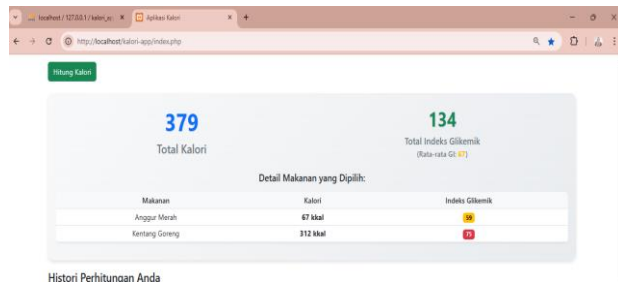 localhost / 127.0.0.1 / kalori_sc
Aplikasi Kalori
http://localhost/kalori-app/index.php
Hitung Kalori
379 134
Total Kalori Total Indeks Glikemik
(Rata-rata GI: 67)
Detail Makanan yang Dipilih:
Makanan Kalori Indeks Glikemik
Anggur Merah 67 kkal 59
Kentang Goreng 312 kkal 75
Histori Perhitungan Anda